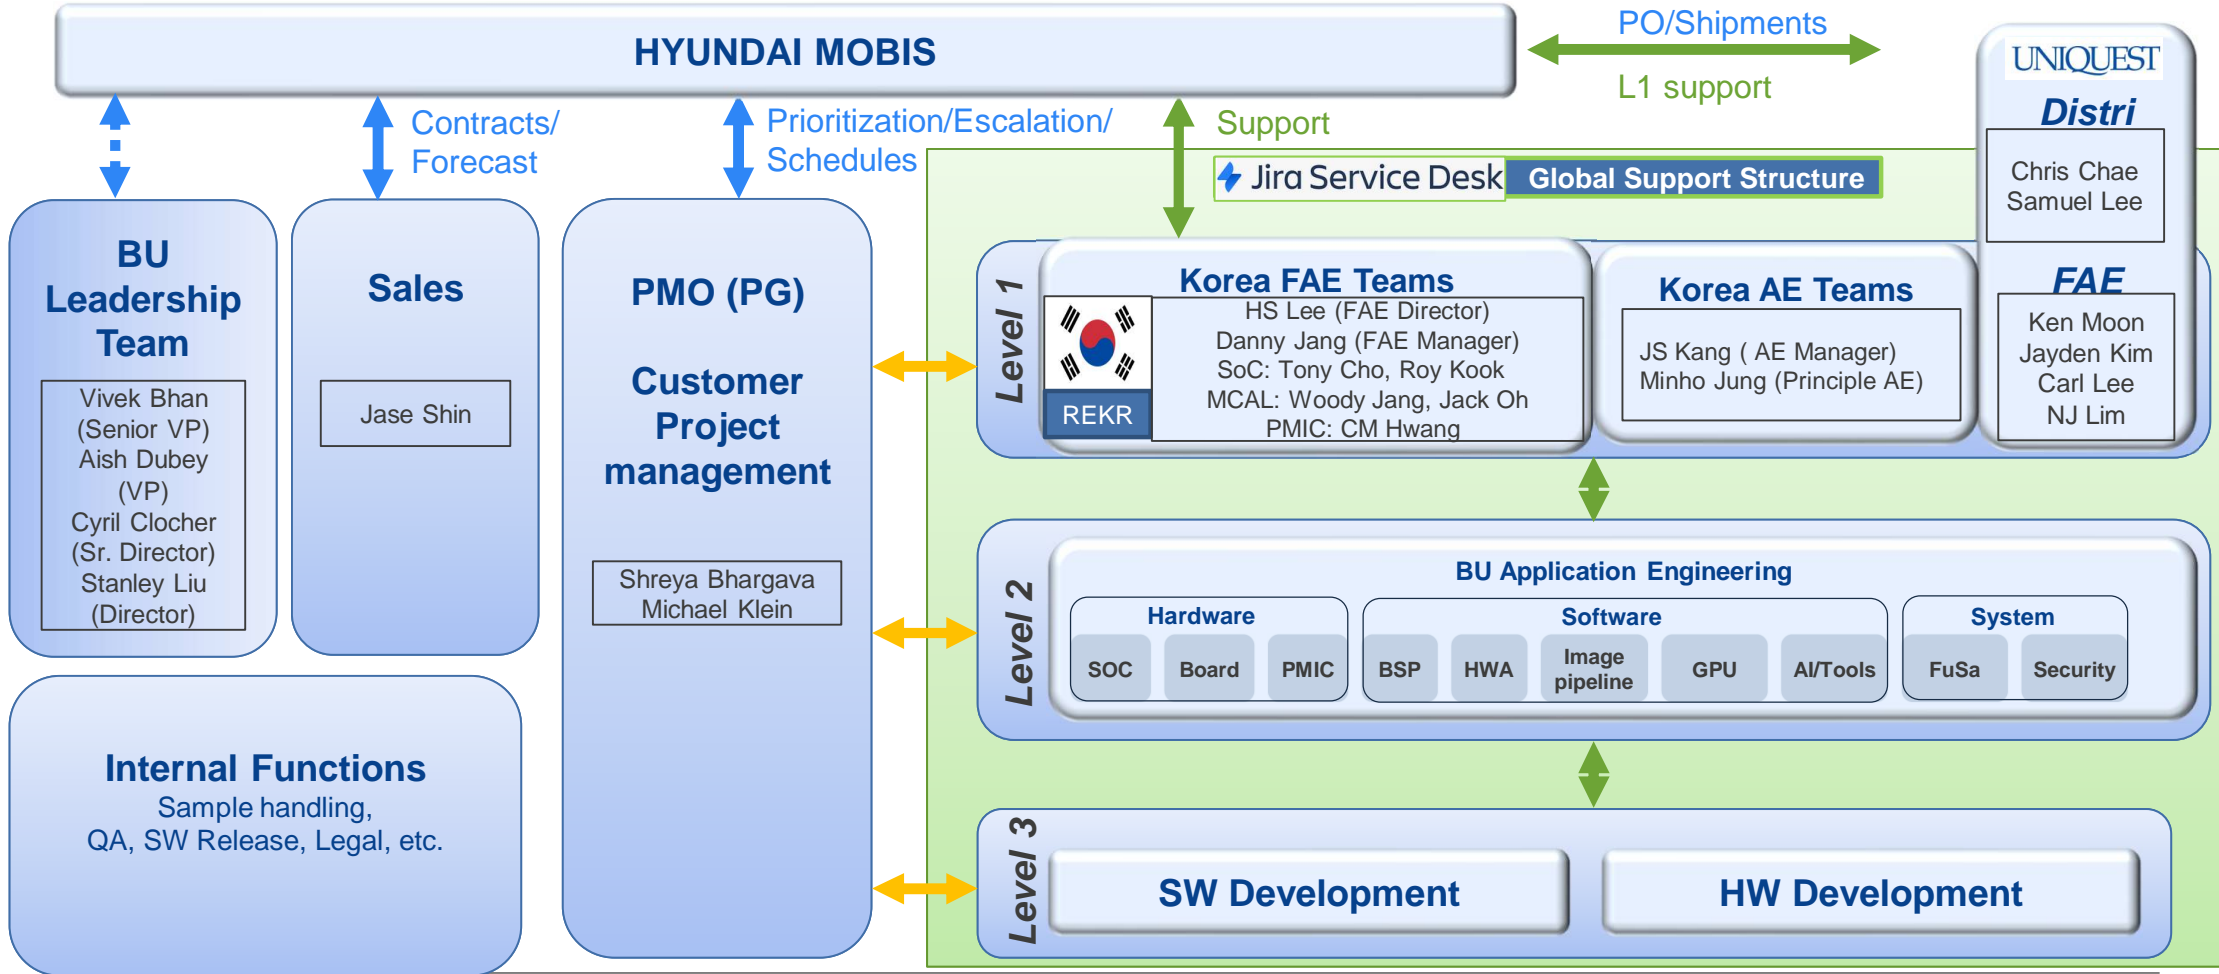 HYUNDAI MOBIS
PO/Shipments
L1 support
UNIQUEST
Distri
Chris Chae
Samuel Lee
FAE
Ken Moon
Jayden Kim
Carl Lee
NJ Lim
Contracts/
Forecast
Prioritization/Escalation/
Schedules
Support
Jira Service Desk
Global Support Structure
BU
Leadership
Team
Vivek Bhan
(Senior VP)
Aish Dubey
(VP)
Cyril Clocher
(Sr. Director)
Stanley Liu
(Director)
Sales
Jase Shin
PMO (PG)
Customer
Project
management
Shreya Bhargava
Michael Klein
Internal Functions
Sample handling,
QA, SW Release, Legal, etc.
Level 1
Korea FAE Teams
REKR
HS Lee (FAE Director)
Danny Jang (FAE Manager)
SoC: Tony Cho, Roy Kook
MCAL: Woody Jang, Jack Oh
PMIC: CM Hwang
Korea AE Teams
JS Kang ( AE Manager)
Minho Jung (Principle AE)
Level 2
BU Application Engineering
Hardware
SOC
Board
PMIC
Software
BSP
HWA
Image
pipeline
GPU
AI/Tools
System
FuSa
Security
Level 3
SW Development
HW Development